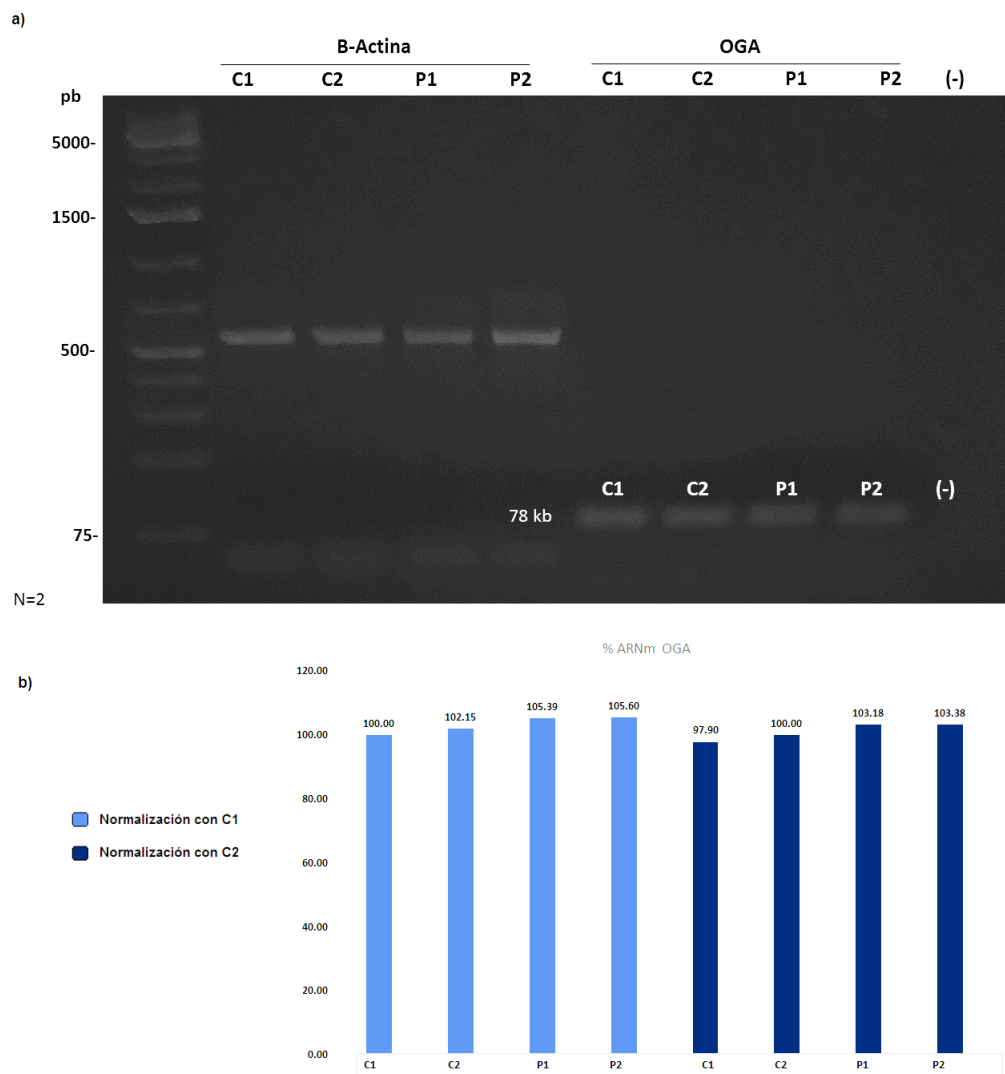 a)
B-Actina OGA
C1 C2 P1 P2 C1 C2 P1 P2 (-)
pb
5000-
1500-
500-
C1 C2 P1 P2 (-)
78 kb
75-
N=2
% ARNm OGA
b)
120.00
100.00
80.00
60.00
40.00
20.00
0.00
100.00 102.15 105.39 105.60 97.90 100.00 103.18 103.38
Normalización con C1
Normalización con C2
C1 C2 P1 P2 C1 C2 P1 P2